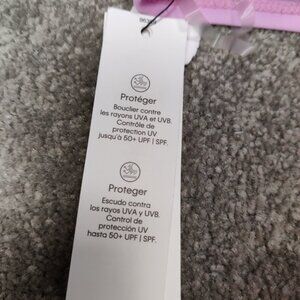 Protéger
Bouclier contre
les rayons UVA et UVB.
Contrôle de
protection UV
jusqu'à 50+ UPF | SPF.
Proteger
Escudo contra
los rayos UVA y UVB.
Control de
protección UV
hasta 50+ UPF | SPF.